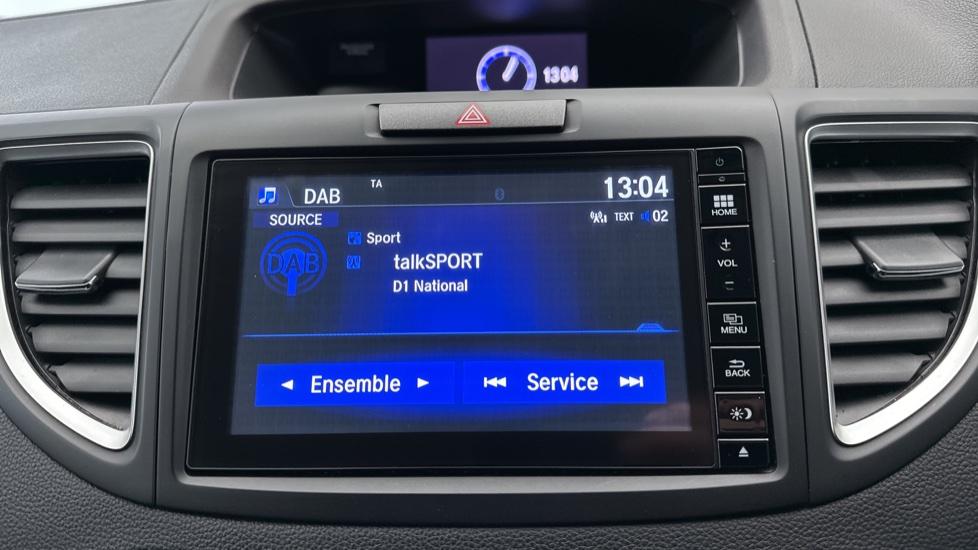 1304
DAB
TA
13:04
SOURCE
TEXT
02
DAB
Sport
talkSPORT
D1 National
Ensemble
Service
HOME
+
VOL
-
MENU
BACK